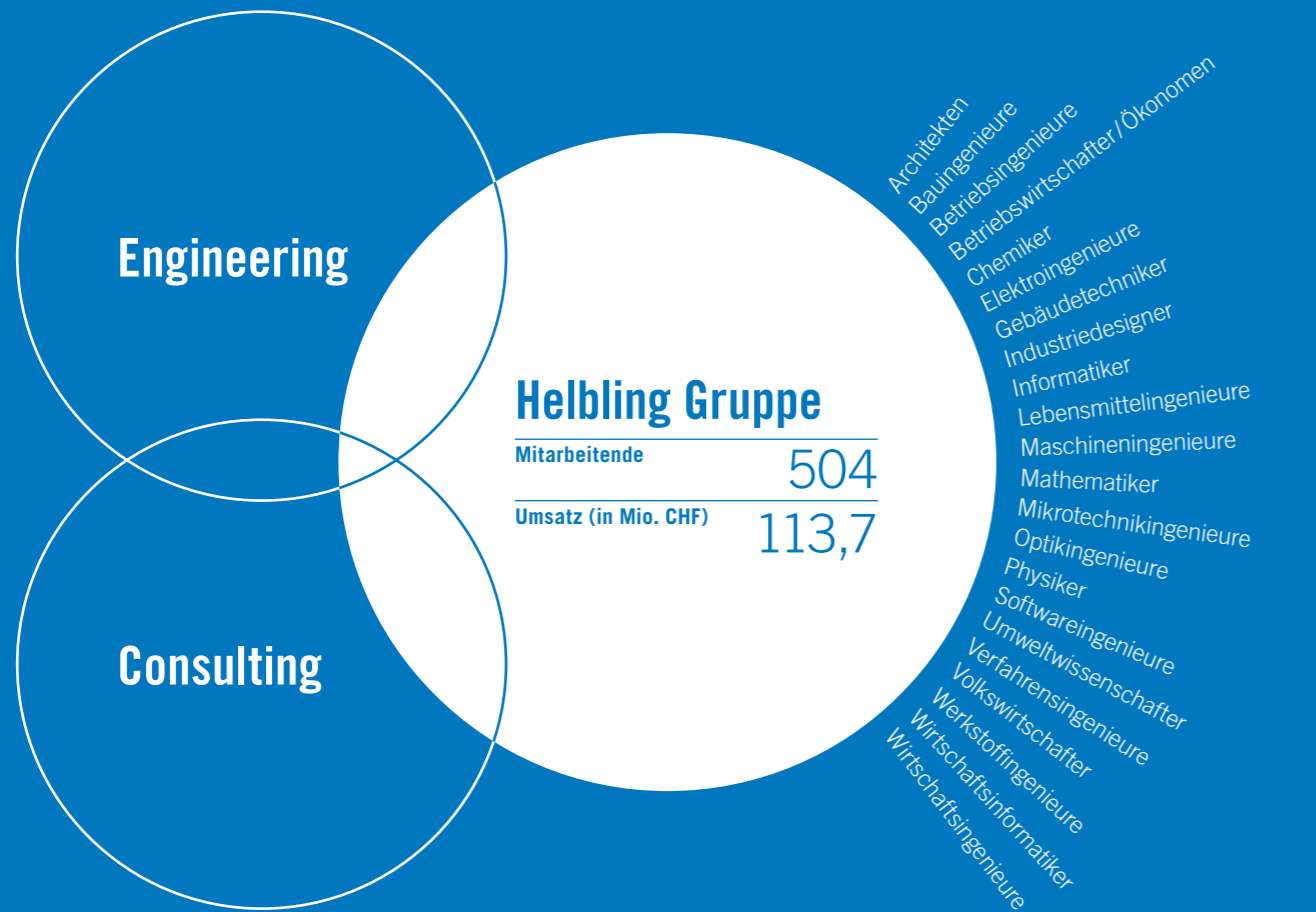 Engineering
Consulting
Helbling Gruppe
Mitarbeitende 504
Umsatz (in Mio. CHF) 113,7
Architekten
Bauingenieure
Betriebsingenieure
Betriebswirtschafter/Ökonomen
Chemiker
Elektroingenieure
Gebäudetechniker
Industriedesigner
Informatiker
Lebensmittelingenieure
Maschineningenieure
Mathematiker
Mikrotechnikingenieure
Optikingenieure
Physiker
Softwareingenieure
Umweltwissenschafter
Verfahrensingenieure
Volkswirtschafter
Werkstoffingenieure
Wirtschaftsinformatiker
Wirtschaftsingenieure